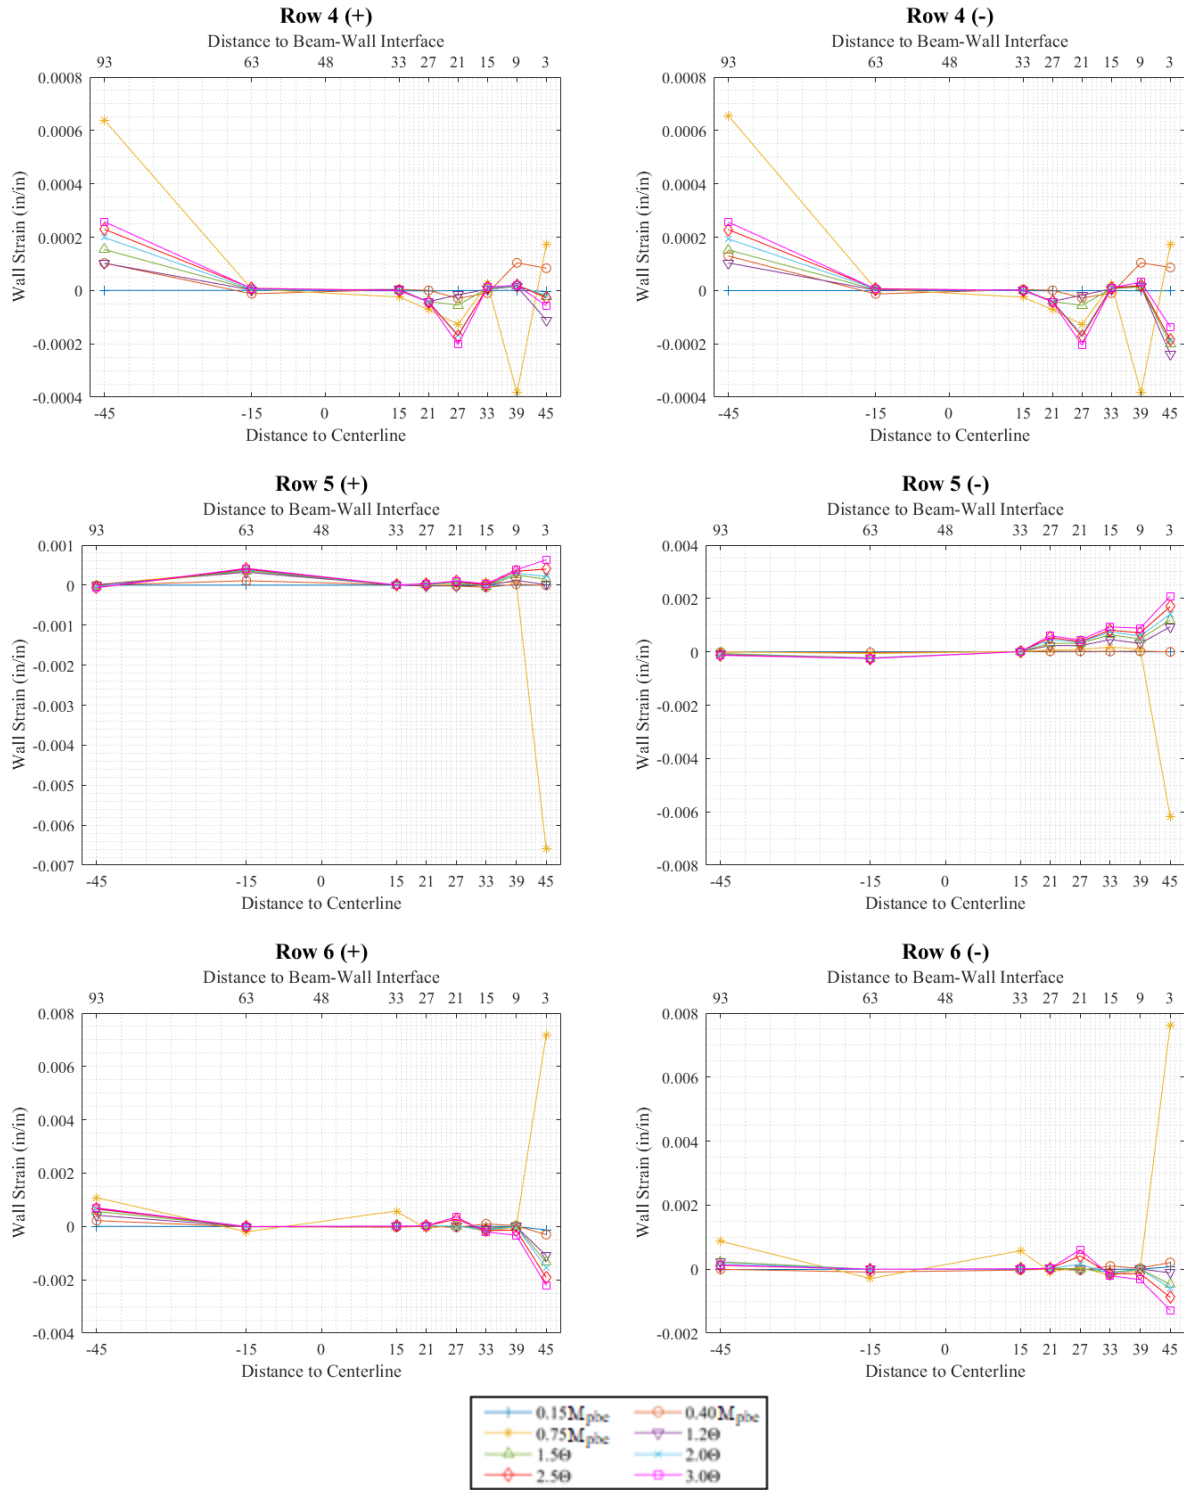 Row 4 (+)
Distance to Beam-Wall Interface
93 63 48 33 27 21 15 9 3
0.0008
0.0006
0.0004
0.0002
0
-0.0002
-0.0004
Wall Strain (in/in)
-45 -15 0 15 21 27 33 39 45
Distance to Centerline
Row 4 (-)
Distance to Beam-Wall Interface
93 63 48 33 27 21 15 9 3
0.0008
0.0006
0.0004
0.0002
0
-0.0002
-0.0004
Wall Strain (in/in)
-45 -15 0 15 21 27 33 39 45
Distance to Centerline
Row 5 (+)
Distance to Beam-Wall Interface
93 63 48 33 27 21 15 9 3
0.001
0
-0.001
-0.002
-0.003
-0.004
-0.005
-0.006
-0.007
Wall Strain (in/in)
-45 -15 0 15 21 27 33 39 45
Distance to Centerline
Row 5 (-)
Distance to Beam-Wall Interface
93 63 48 33 27 21 15 9 3
0.004
0.002
0
-0.002
-0.004
-0.006
-0.008
Wall Strain (in/in)
-45 -15 0 15 21 27 33 39 45
Distance to Centerline
Row 6 (+)
Distance to Beam-Wall Interface
93 63 48 33 27 21 15 9 3
0.008
0.006
0.004
0.002
0
-0.002
-0.004
Wall Strain (in/in)
-45 -15 0 15 21 27 33 39 45
Distance to Centerline
Row 6 (-)
Distance to Beam-Wall Interface
93 63 48 33 27 21 15 9 3
0.008
0.006
0.004
0.002
0
-0.002
Wall Strain (in/in)
-45 -15 0 15 21 27 33 39 45
Distance to Centerline
0.15Mpbe 0.40Mpbe
0.75Mpbe 1.2Θ
1.5Θ 2.0Θ
2.5Θ 3.0Θ